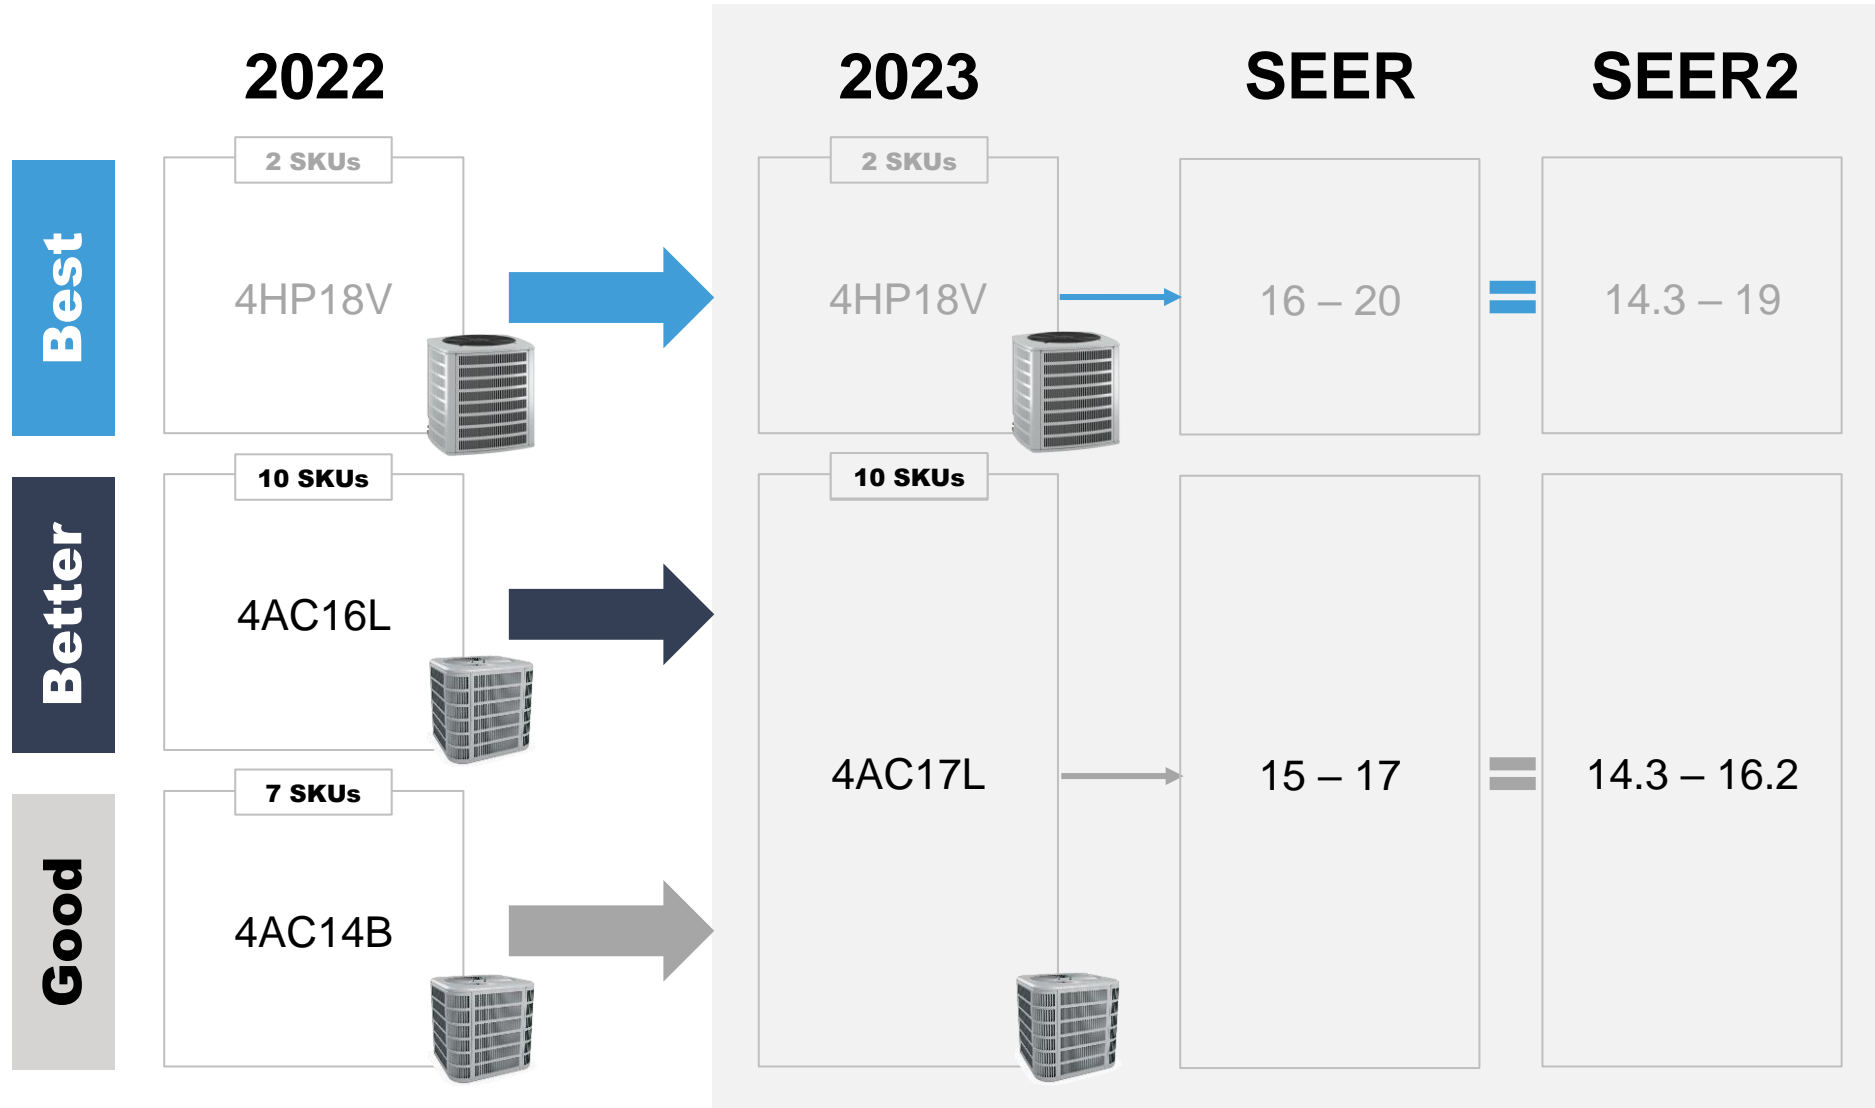 2022
2023
SEER
SEER2
Best
2 SKUs
4HP18V
2 SKUs
4HP18V
16 – 20
=
14.3 – 19
Better
10 SKUs
4AC16L
10 SKUs
4AC17L
15 – 17
=
14.3 – 16.2
Good
7 SKUs
4AC14B